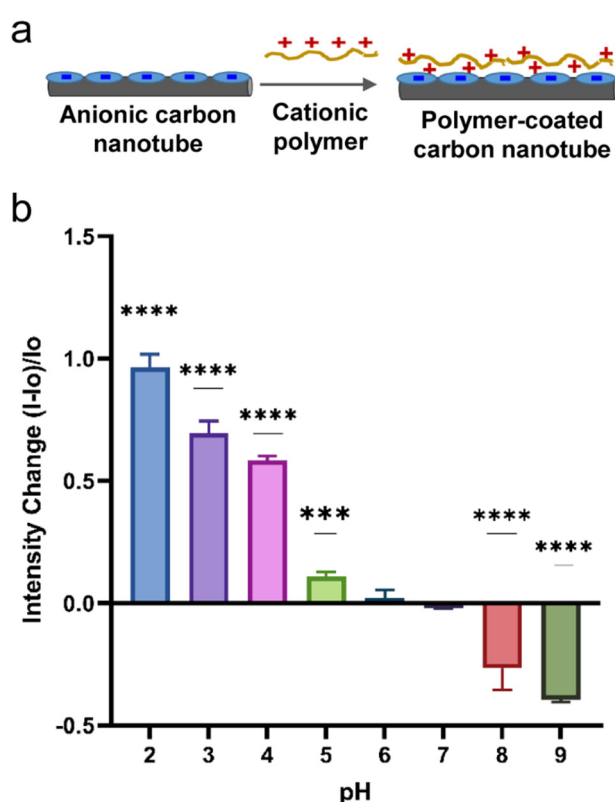 a
+ + + +
+ + + + + +
- - - - -
- - - - -
Anionic carbon
nanotube
Cationic
polymer
Polymer-coated
carbon nanotube
b
Intensity Change (I-Io)/Io
1.5
1.0
0.5
0.0
-0.5
****
****
****
***
****
****
2 3 4 5 6 7 8 9
pH